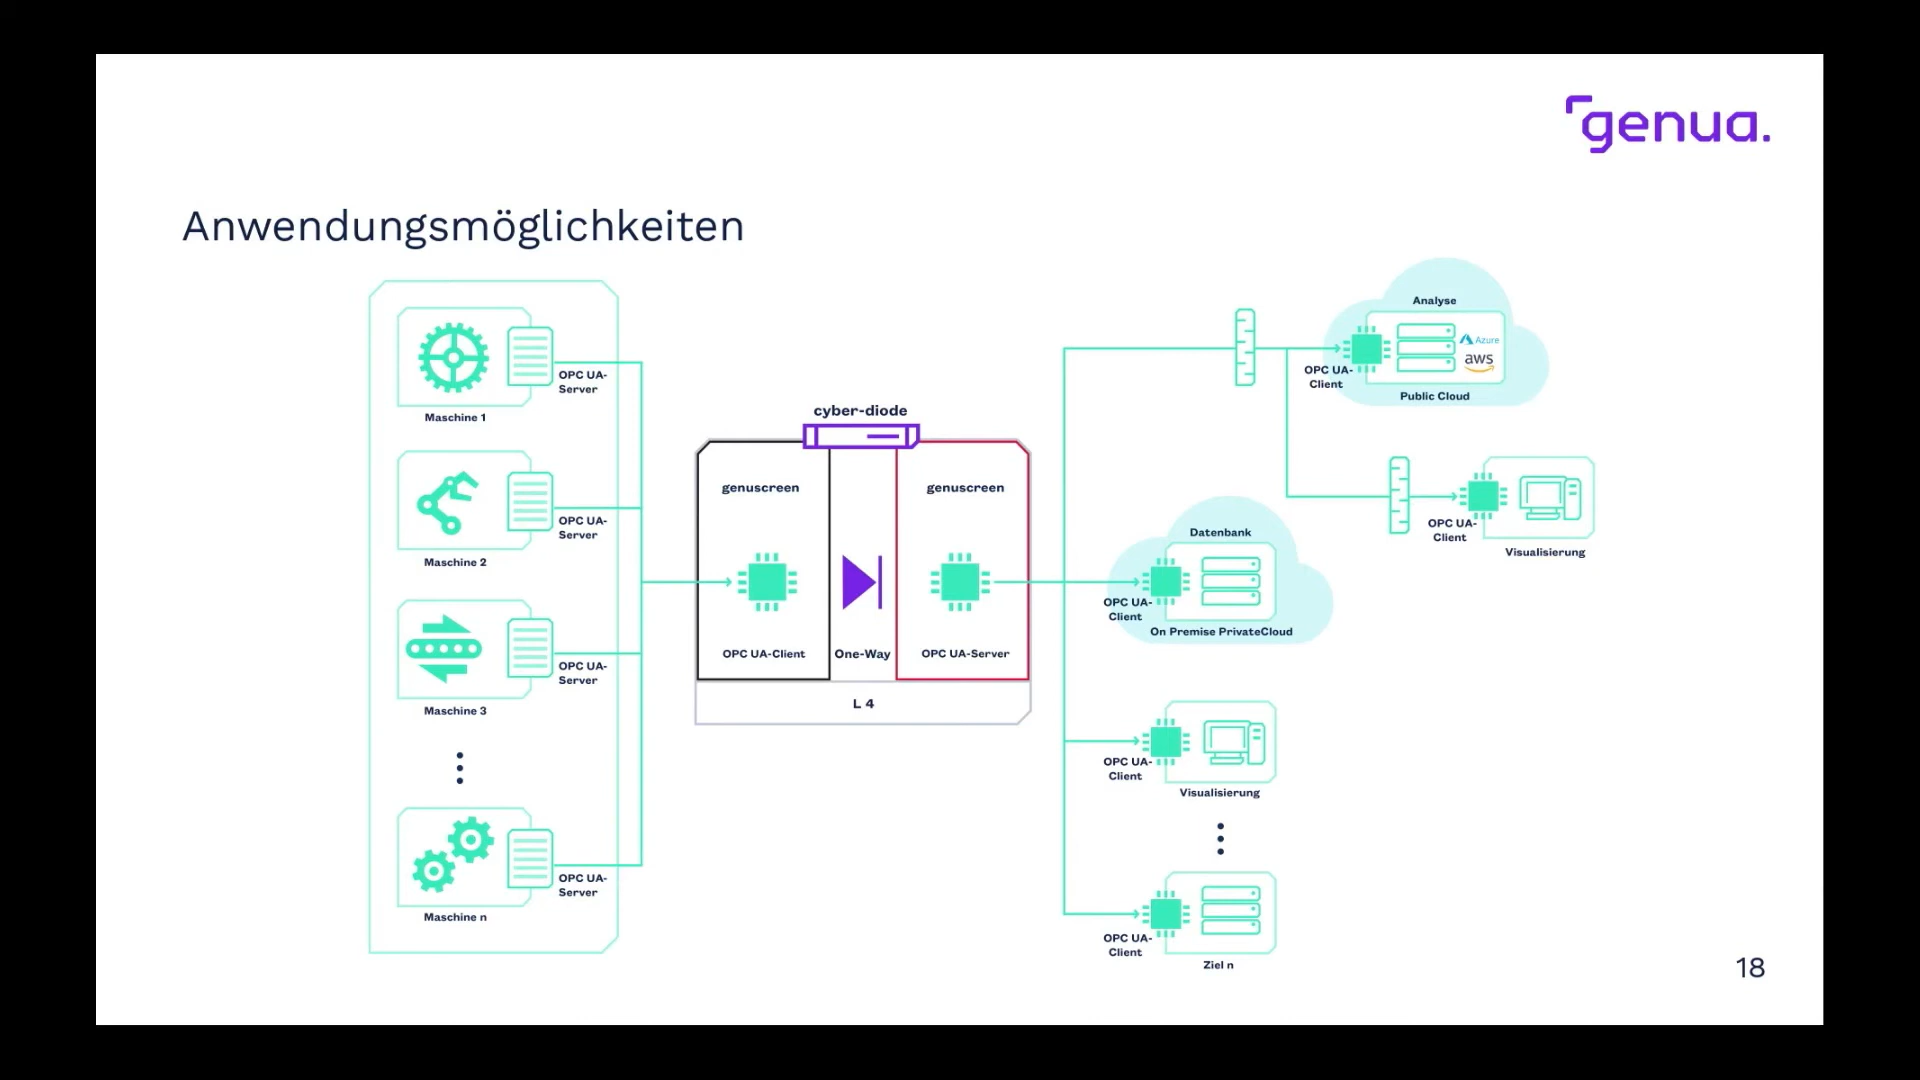 genua.
Anwendungsmöglichkeiten
OPC UA-
Server
Maschine 1
OPC UA-
Server
Maschine 2
OPC UA-
Server
Maschine 3
OPC UA-
Server
Maschine n
cyber-diode
genuscreen
genuscreen
OPC UA-Client
One-Way
OPC UA-Server
L 4
Analyse
Azure
aws
OPC UA-
Client
Public Cloud
OPC UA-
Client
Visualisierung
Datenbank
OPC UA-
Client
On Premise PrivateCloud
OPC UA-
Client
Visualisierung
OPC UA-
Client
Ziel n
18